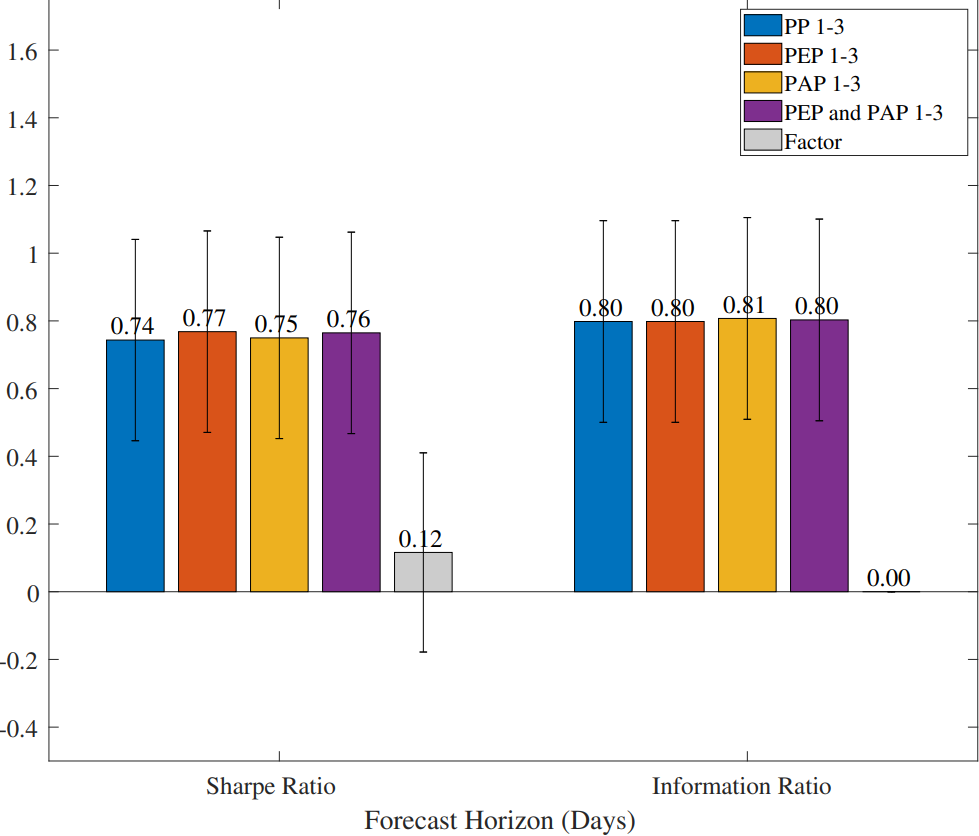 PP 1-3
PEP 1-3
PAP 1-3
PEP and PAP 1-3
Factor
1.6
1.4
1.2
1
0.8
0.6
0.4
0.2
0
-0.2
-0.4
0.74
0.77
0.75
0.76
0.12
0.80
0.80
0.81
0.80
0.00
Sharpe Ratio
Information Ratio
Forecast Horizon (Days)